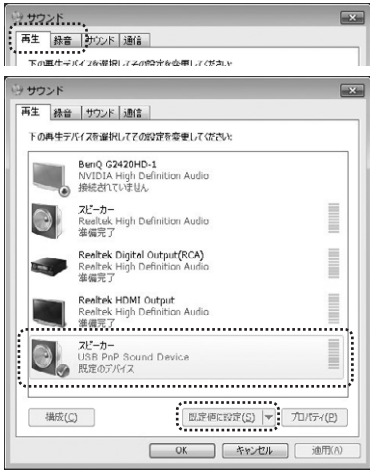 サウンド
再生 録音 サウンド 通信
下の再生デバイスを選択してその設定を変更してください:
サウンド
再生 録音 サウンド 通信
下の再生デバイスを選択してその設定を変更してください:
BenQ G2420HD-1
NVIDIA High Definition Audio
接続されていません
スピーカー
Realtek High Definition Audio
準備完了
Realtek Digital Output(RCA)
Realtek High Definition Audio
準備完了
Realtek HDMI Output
Realtek High Definition Audio
準備完了
スピーカー
USB PnP Sound Device
既定のデバイス
構成(C) 既定値に設定(S) プロパティ(P)
OK キャンセル 適用(A)